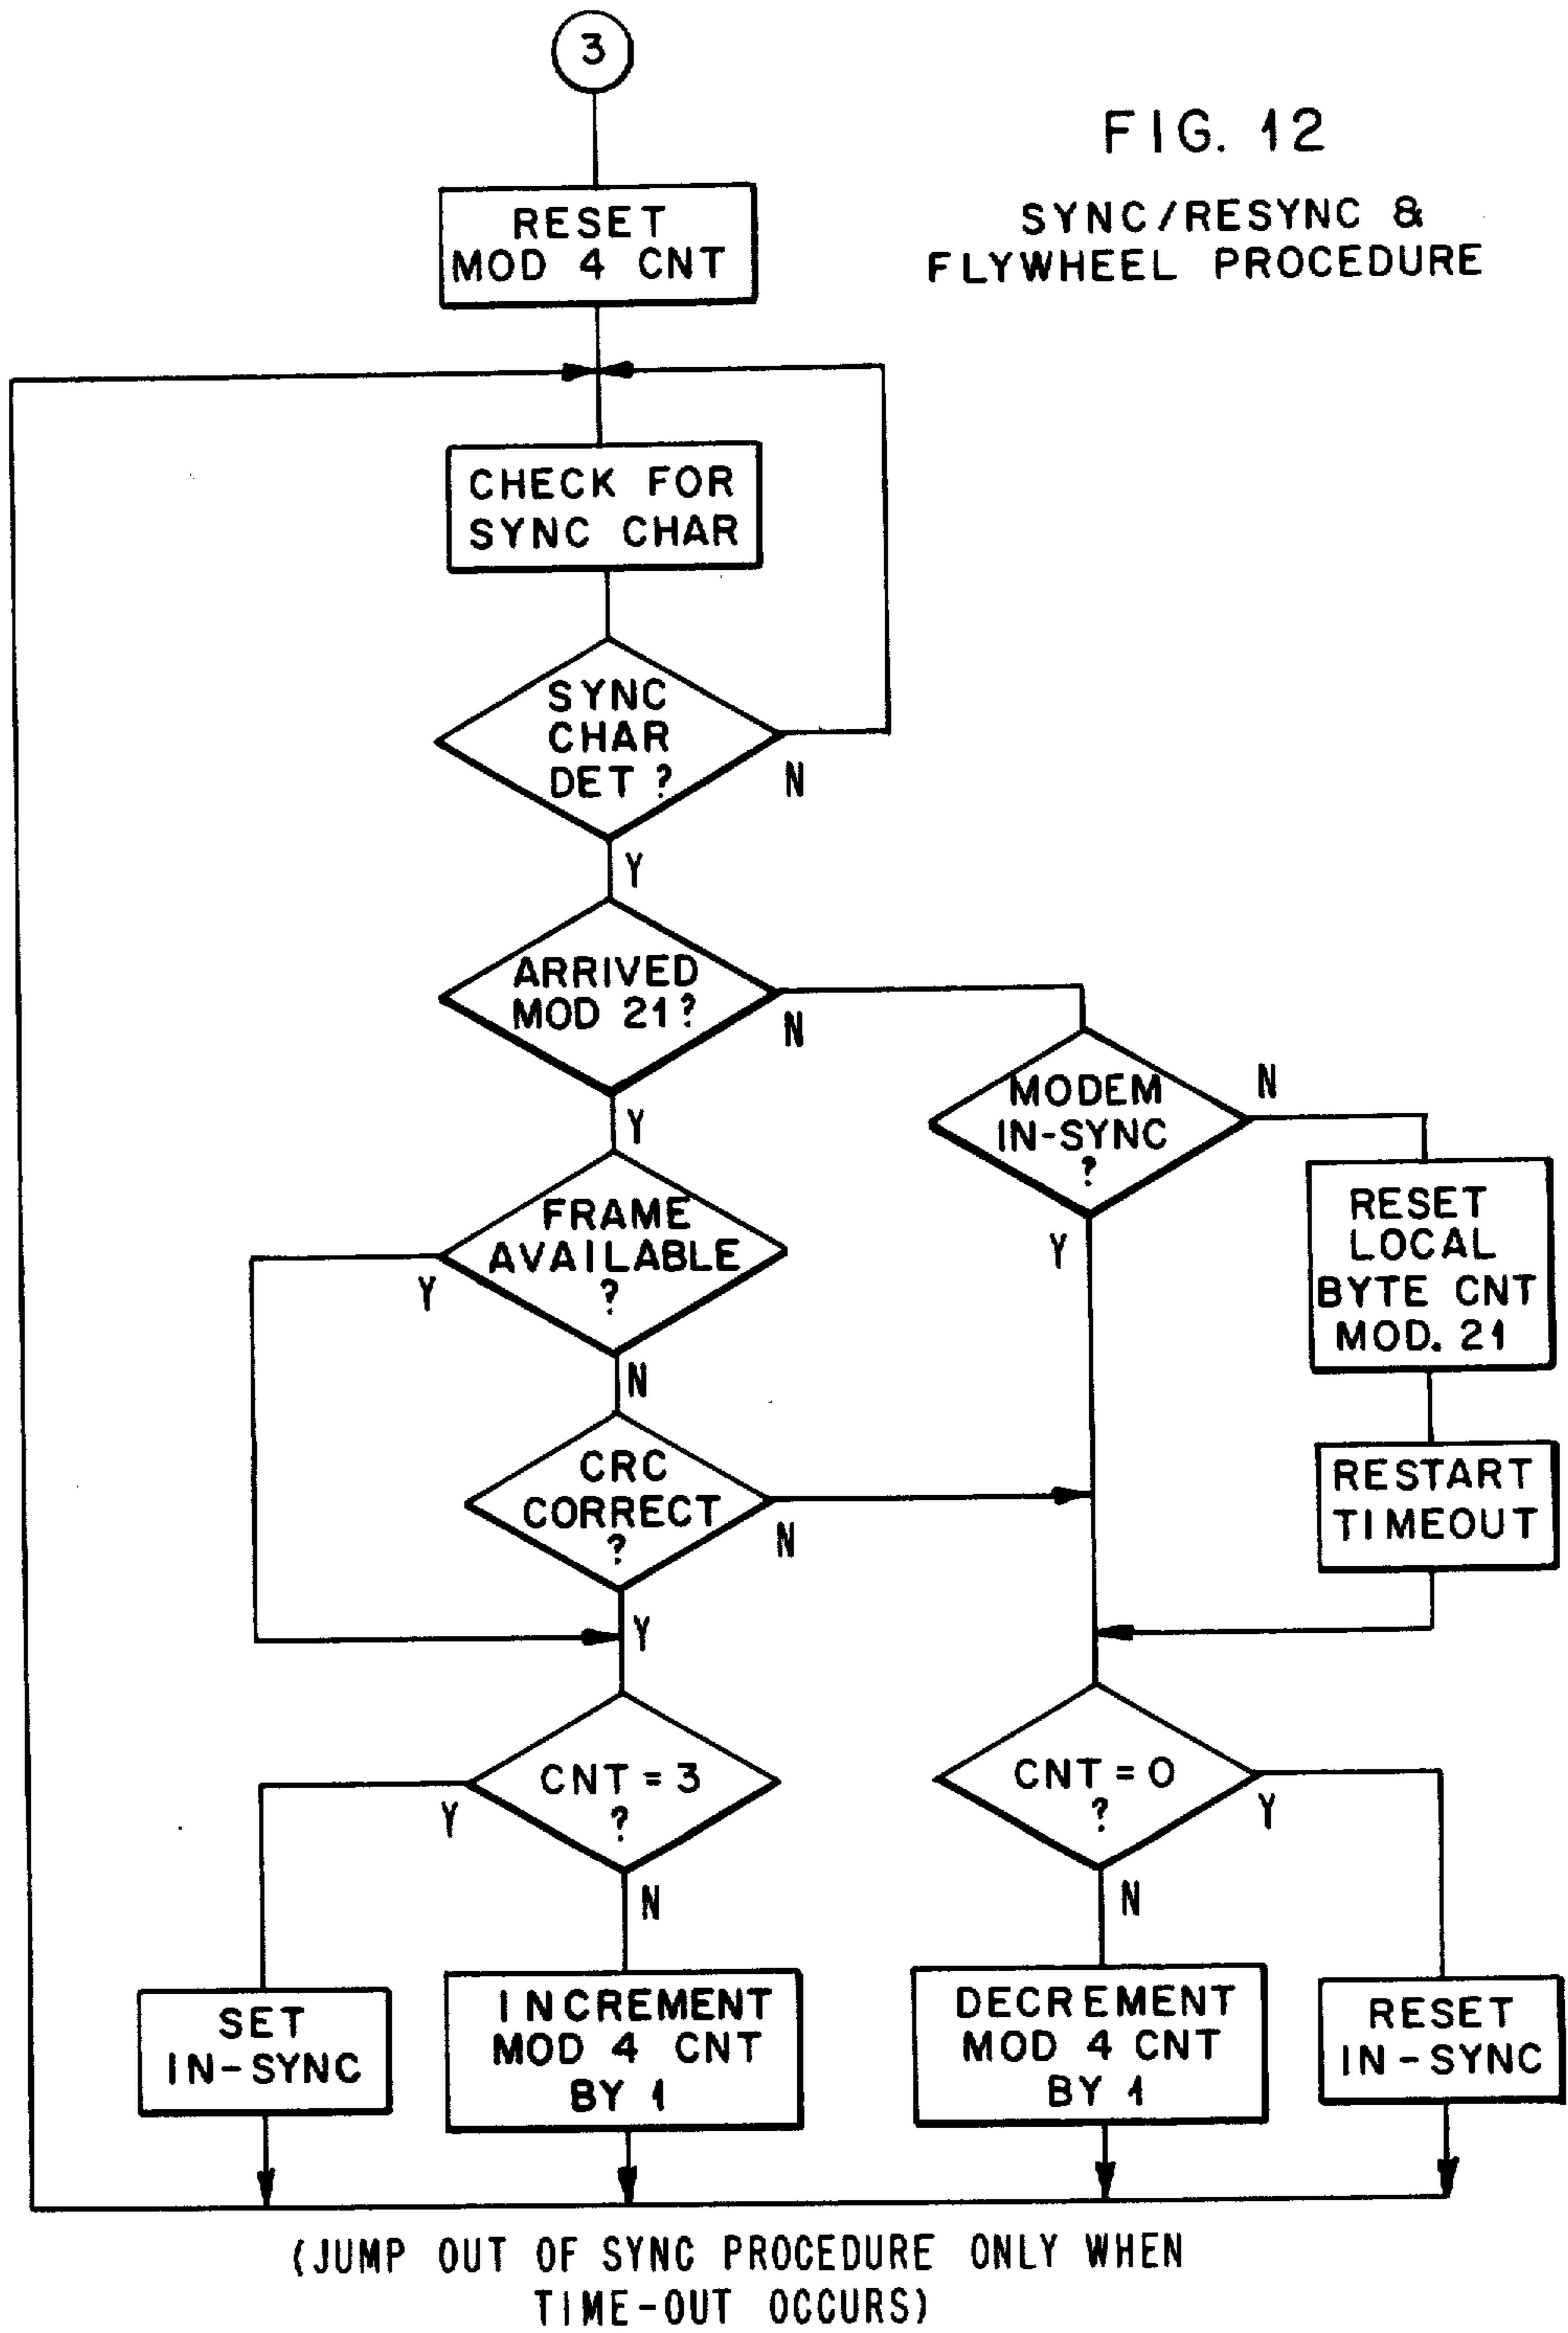 3
FIG. 12
SYNC/RESYNC &
FLYWHEEL PROCEDURE
RESET
MOD 4 CNT
CHECK FOR
SYNC CHAR
SYNC
CHAR
DET ?
N
Y
ARRIVED
MOD 21?
N
Y
MODEM
IN-SYNC
?
N
Y
RESET
LOCAL
BYTE CNT
MOD. 21
FRAME
AVAILABLE
?
Y
N
CRC
CORRECT
?
N
Y
RESTART
TIMEOUT
CNT = 3
?
Y
N
CNT = 0
?
Y
N
SET
IN-SYNC
INCREMENT
MOD 4 CNT
BY 1
DECREMENT
MOD 4 CNT
BY 1
RESET
IN-SYNC
(JUMP OUT OF SYNC PROCEDURE ONLY WHEN
TIME-OUT OCCURS)